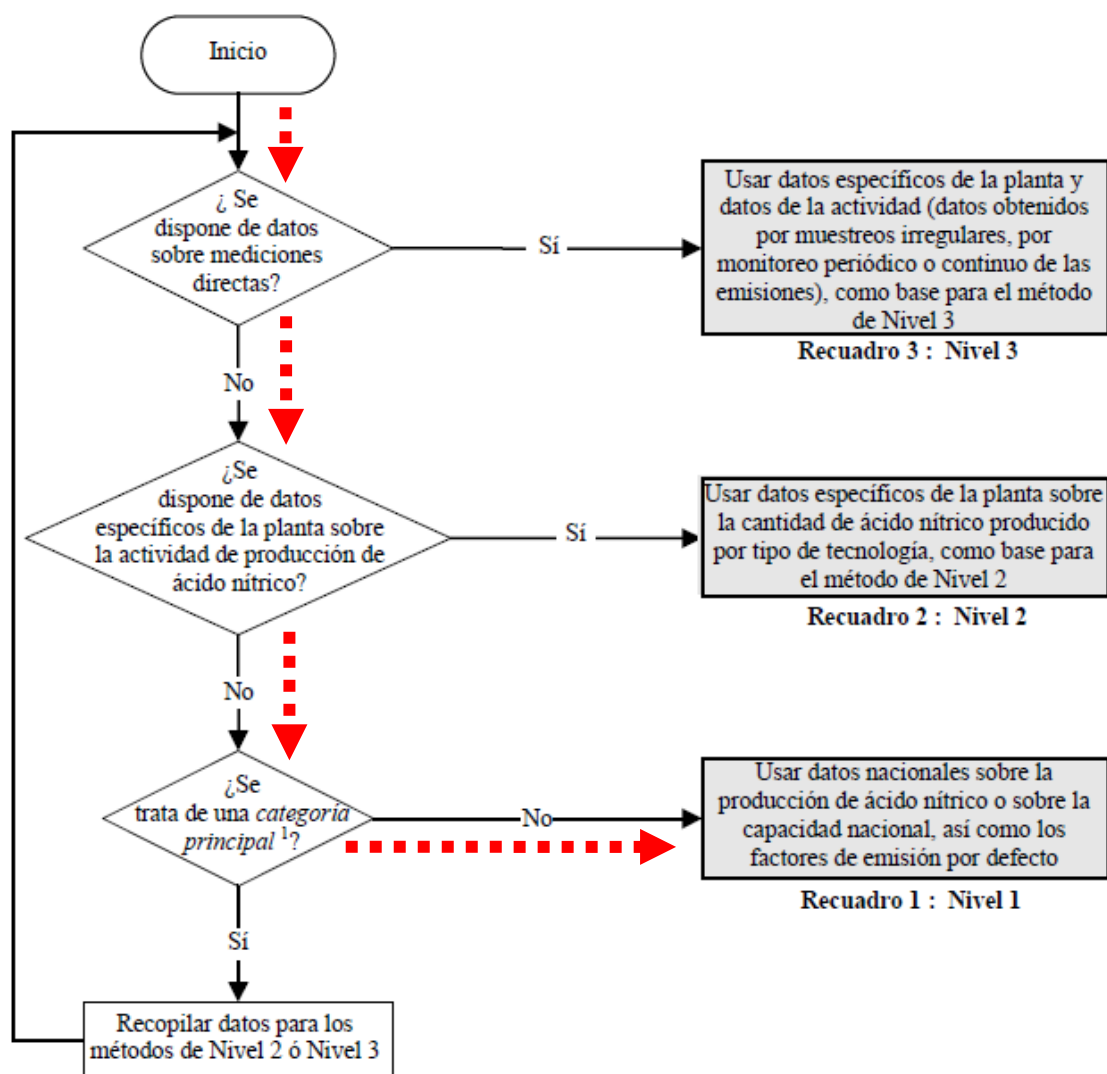 Inicio
¿ Se
dispone de datos
sobre mediciones
directas?
Sí
Usar datos específicos de la planta y
datos de la actividad (datos obtenidos
por muestreos irregulares, por
monitoreo periódico o continuo de las
emisiones), como base para el método
de Nivel 3
Recuadro 3 : Nivel 3
No
¿Se
dispone de datos
específicos de la planta sobre
la actividad de producción de
ácido nítrico?
Sí
Usar datos específicos de la planta sobre
la cantidad de ácido nítrico producido
por tipo de tecnología, como base para
el método de Nivel 2
Recuadro 2 : Nivel 2
No
¿Se
trata de una categoría
principal ¹?
No
Usar datos nacionales sobre la
producción de ácido nítrico o sobre la
capacidad nacional, así como los
factores de emisión por defecto
Recuadro 1 : Nivel 1
Sí
Recopilar datos para los
métodos de Nivel 2 ó Nivel 3